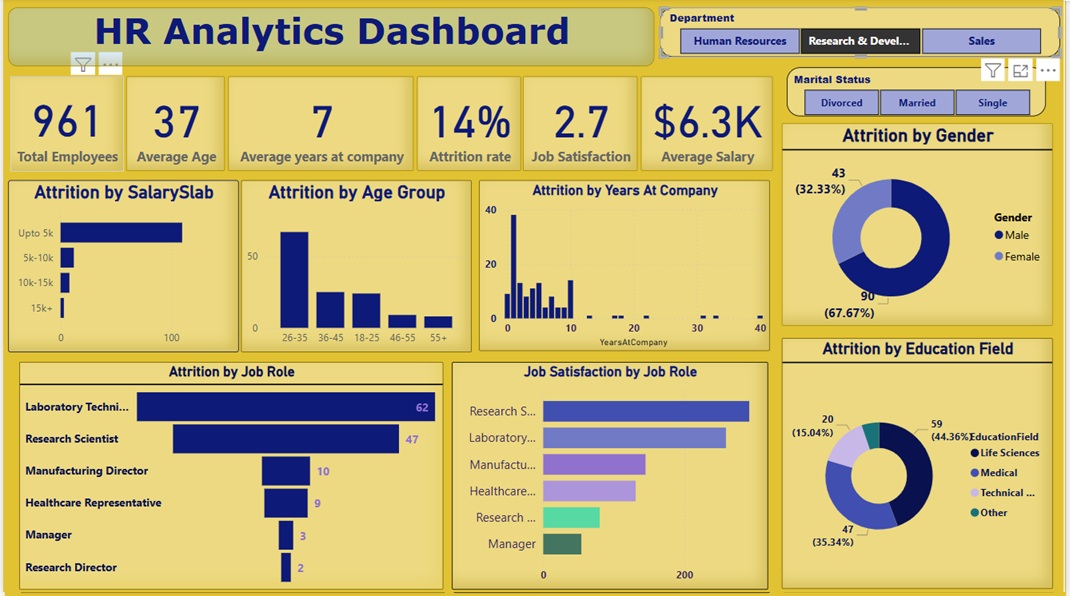 HR Analytics Dashboard
Department
Human Resources
Research & Devel...
Sales
Marital Status
Divorced
Married
Single
961
Total Employees
37
Average Age
7
Average years at company
14%
Attrition rate
2.7
Job Satisfaction
$6.3K
Average Salary
Attrition by SalarySlab
Upto 5k
5k-10k
10k-15k
15k+
0
100
Attrition by Age Group
50
0
26-35
36-45
18-25
46-55
55+
Attrition by Years At Company
40
20
0
0
10
20
30
40
YearsAtCompany
Attrition by Gender
43
(32.33%)
90
(67.67%)
Gender
Male
Female
Attrition by Job Role
Laboratory Techni...
62
Research Scientist
47
Manufacturing Director
10
Healthcare Representative
9
Manager
3
Research Director
2
Job Satisfaction by Job Role
Research S...
Laboratory...
Manufactu...
Healthcare...
Research ...
Manager
0
200
Attrition by Education Field
20
(15.04%)
59
(44.36%)
47
(35.34%)
EducationField
Life Sciences
Medical
Technical ...
Other